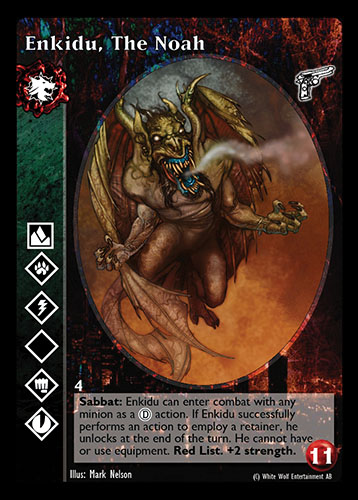 Enkidu, The Noah
4
Sabbat: Enkidu can enter combat with any
minion as a D action. If Enkidu successfully
performs an action to employ a retainer, he
unlocks at the end of the turn. He cannot have
or use equipment. Red List. +2 strength.
11
Illus: Mark Nelson
(C) White Wolf Entertainment AB